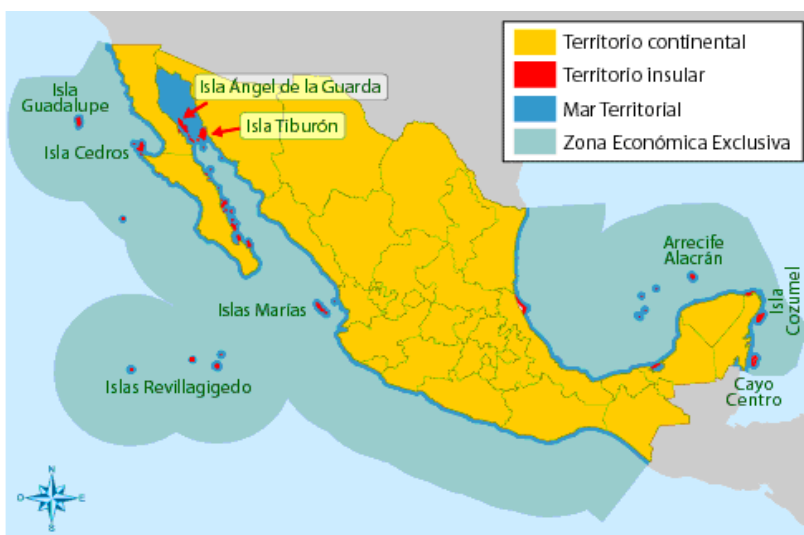 Territorio continental
Territorio insular
Mar Territorial
Zona Económica Exclusiva
Isla Ángel de la Guarda
Isla
Guadalupe
Isla Tiburón
Isla Cedros
Arrecife
Alacrán
Isla
Cozumel
Islas Marías
Islas Revillagigedo
Cayo
Centro
N
O
E
S